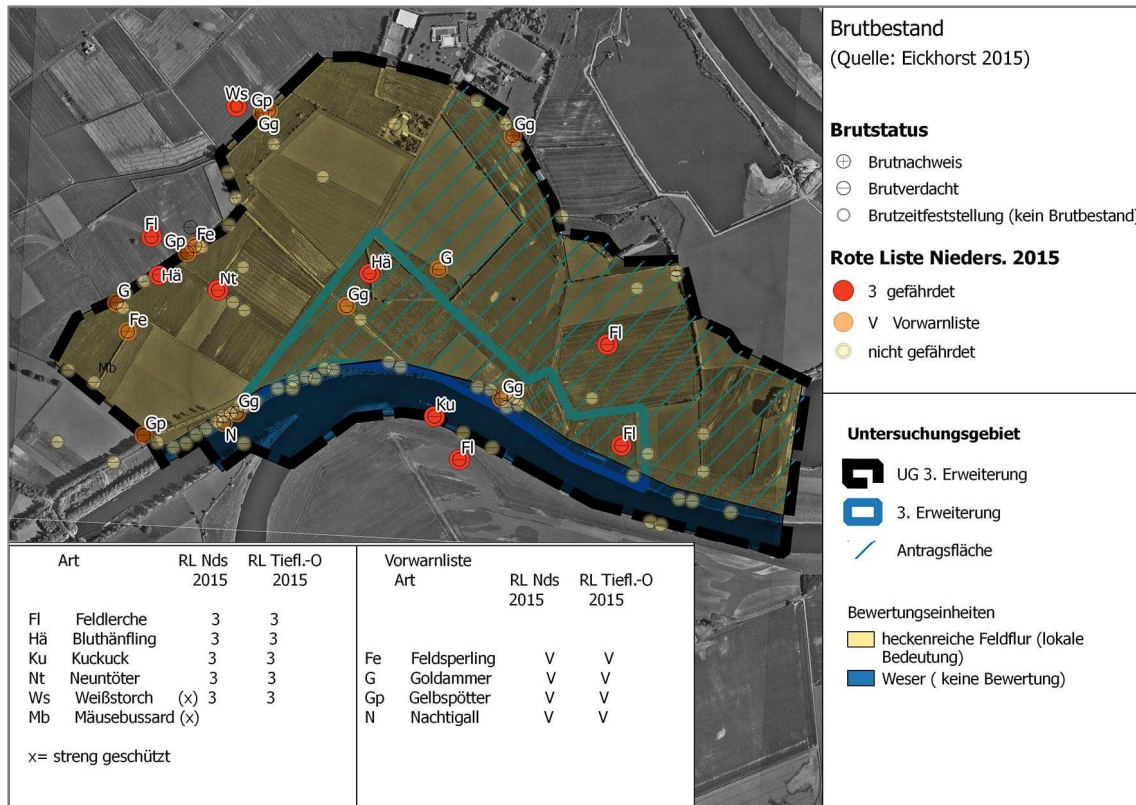 Brutbestand
(Quelle: Eickhorst 2015)
Brutstatus
Brutnachweis
Brutverdacht
Brutzeitfeststellung (kein Brutbestand)
Rote Liste Nieders. 2015
3 gefährdet
V Vorwarnliste
nicht gefährdet
Untersuchungsgebiet
UG 3. Erweiterung
3. Erweiterung
Antragsfläche
Bewertungseinheiten
heckenreiche Feldflur (lokale
Bedeutung)
Weser ( keine Bewertung)
Ws
Gp
Gg
Gg
Fl
Gp
Fe
Hä
Nt
G
Fe
Mb
Gp
N
Gg
Hä
G
Gg
Fl
Gg
Ku
Fl
Fl
Art RL Nds RL Tiefl.-O
2015 2015
Fl Feldlerche 3 3
Hä Bluthänfling 3 3
Ku Kuckuck 3 3
Nt Neuntöter 3 3
Ws Weißstorch (x) 3 3
Mb Mäusebussard (x)
x= streng geschützt
Vorwarnliste
Art RL Nds RL Tiefl.-O
2015 2015
Fe Feldsperling V V
G Goldammer V V
Gp Gelbspötter V V
N Nachtigall V V